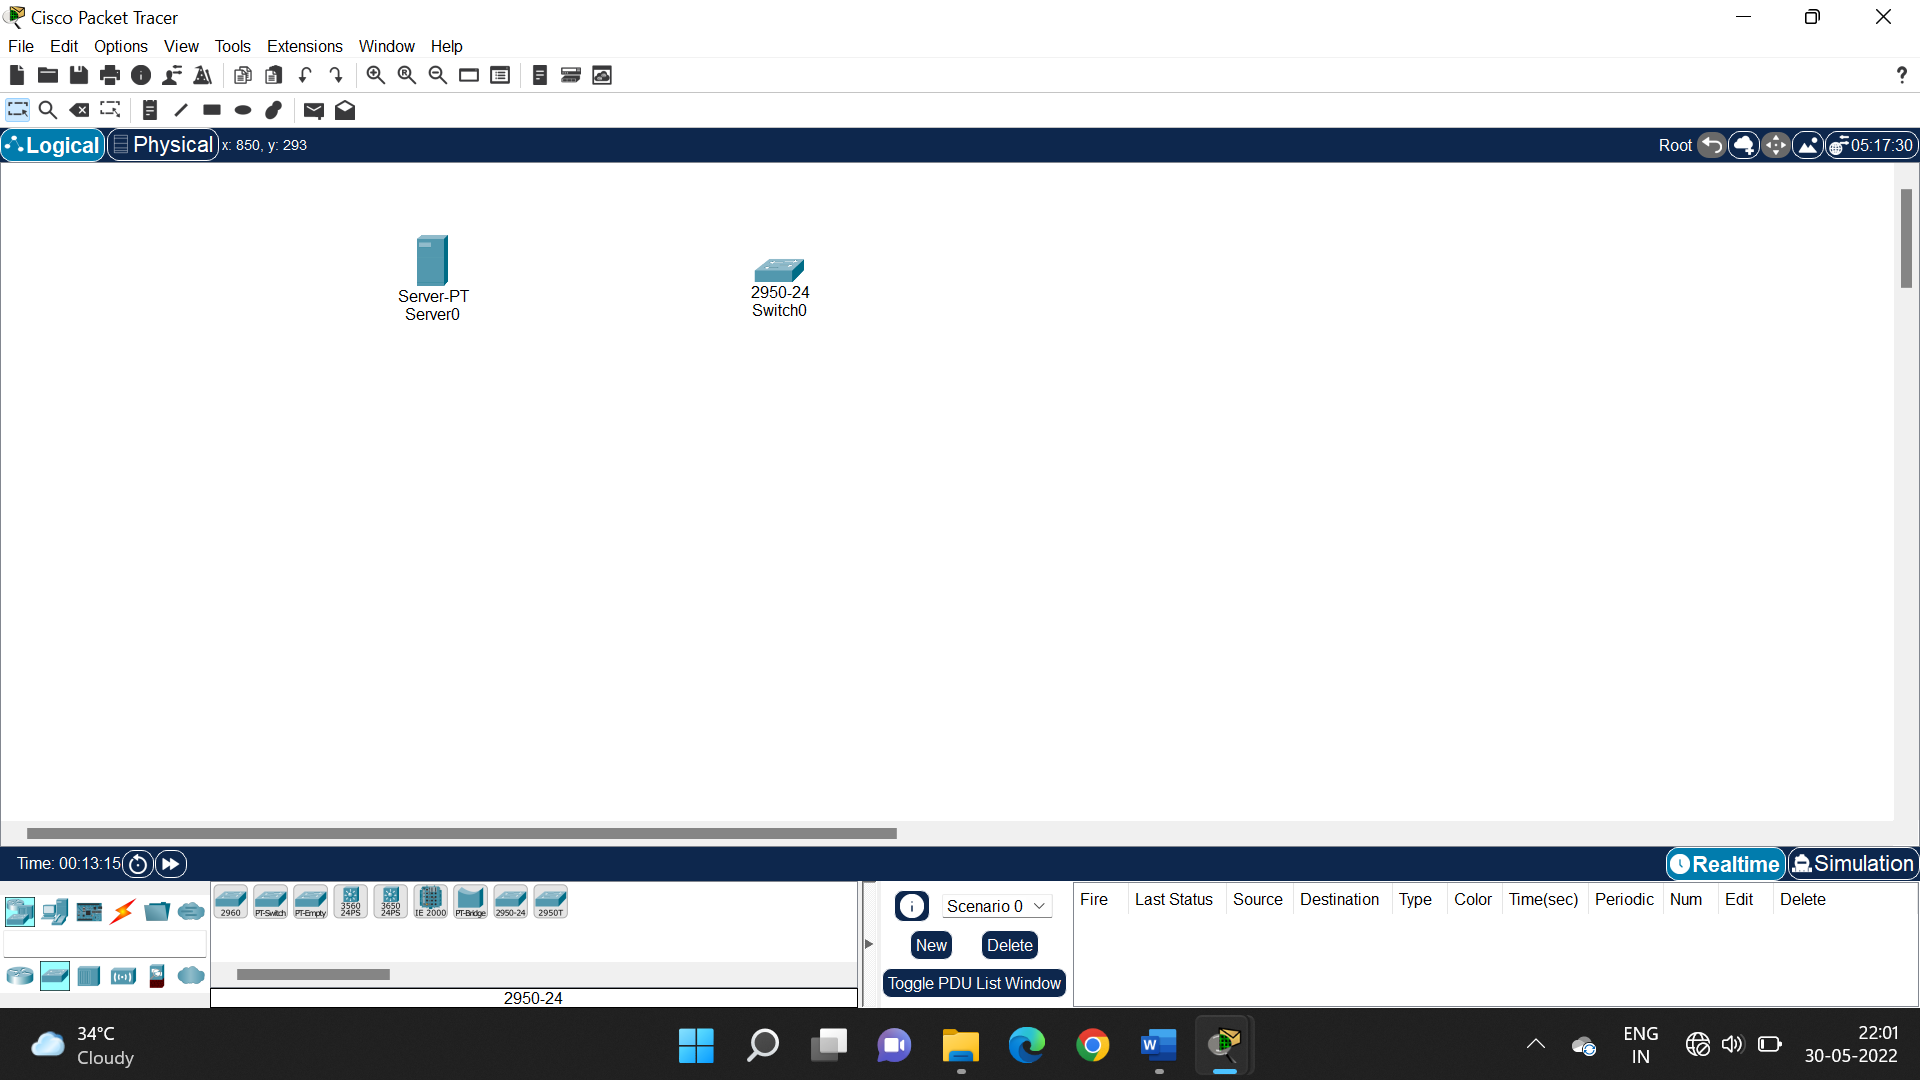 Cisco Packet Tracer
File Edit Options View Tools Extensions Window Help
?
Logical Physical x: 850, y: 293 Root 05:17:30
Server-PT
Server0
2950-24
Switch0
Time: 00:13:15 Realtime Simulation
2960 PT-Switch PT-Empty 3560 24PS 3650 24PS IE 2000 PT-Bridge 2950-24 2950T
2950-24
Scenario 0
New Delete
Toggle PDU List Window
Fire Last Status Source Destination Type Color Time(sec) Periodic Num Edit Delete
34°C
Cloudy
ENG
IN
22:01
30-05-2022